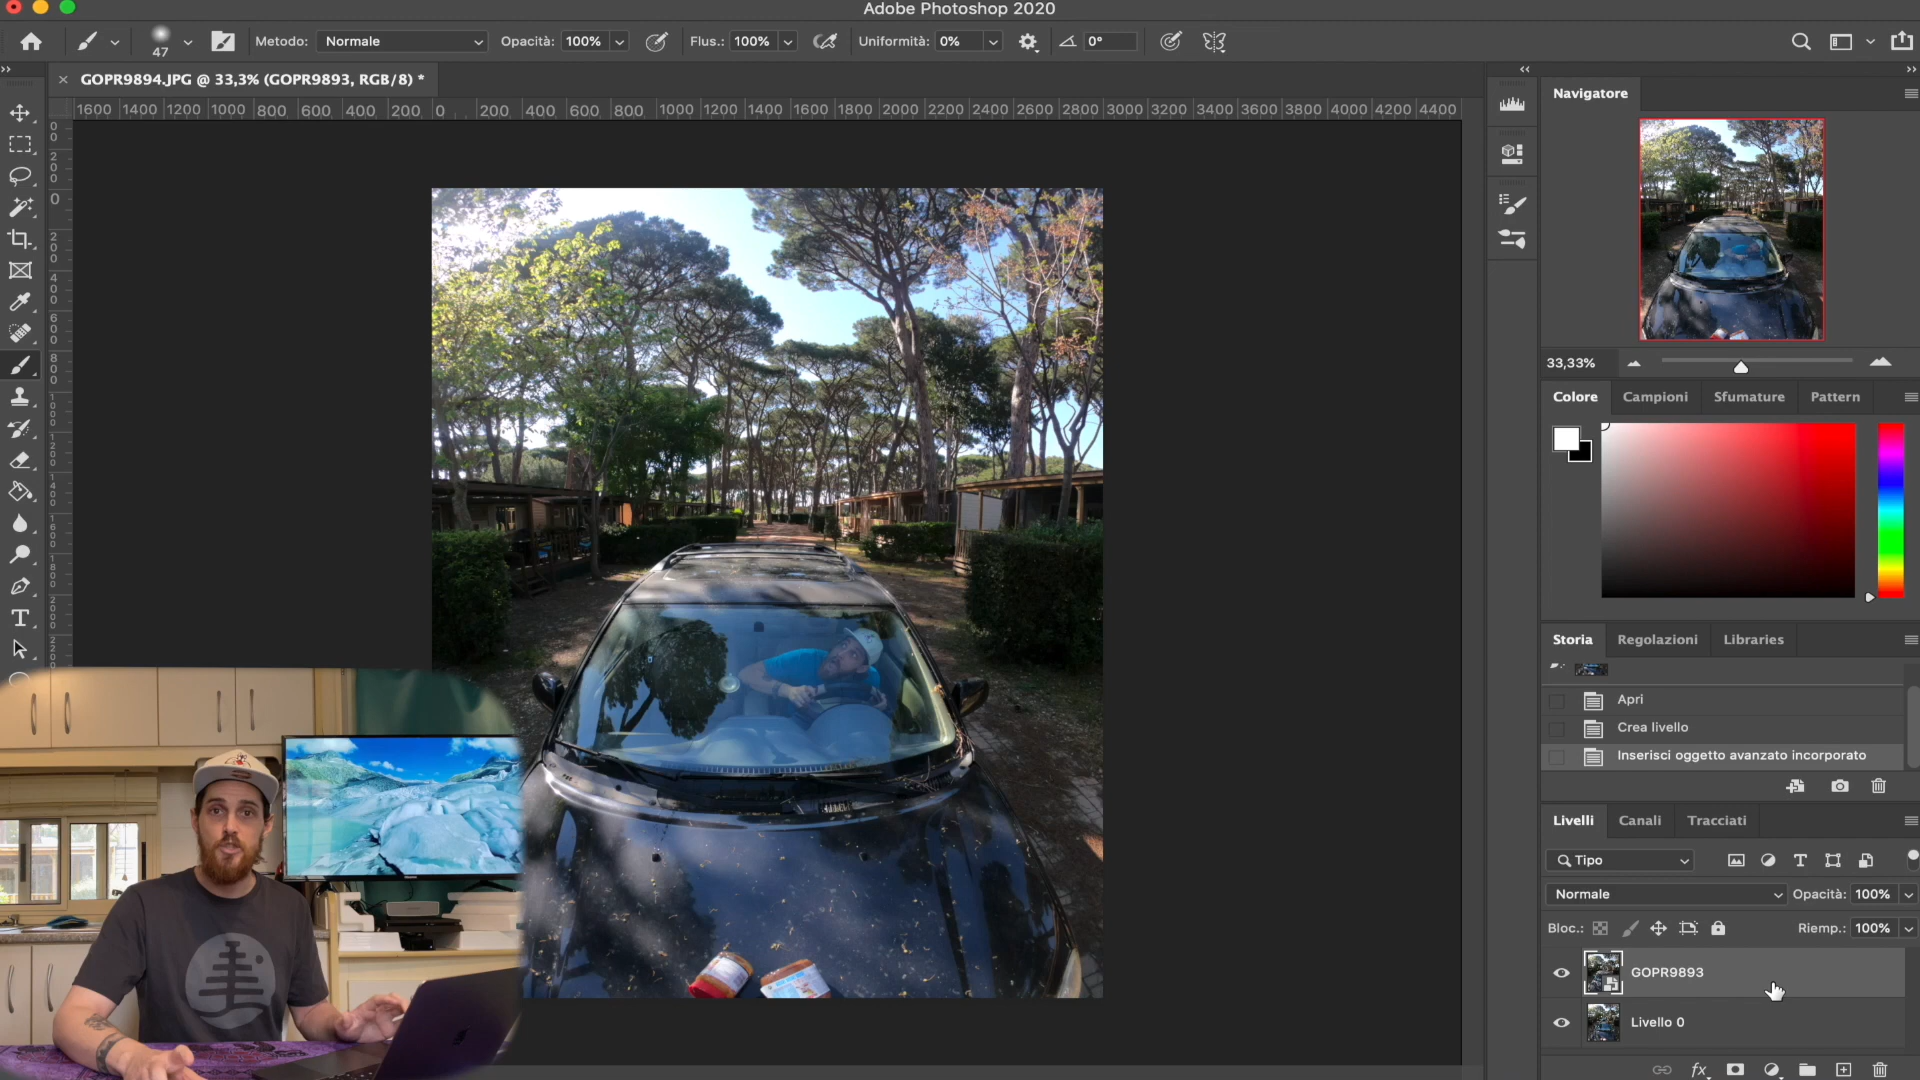 Adobe Photoshop 2020
47
Metodo: Normale
Opacità: 100%
Flus.: 100%
Uniformità: 0%
0°
GOPR9894.JPG @ 33,3% (GOPR9893, RGB/8) *
1600 1400 1200 1000 800 600 400 200 0 200 400 600 800 1000 1200 1400 1600 1800 2000 2200 2400 2600 2800 3000 3200 3400 3600 3800 4000 4200 4400
Navigatore
33,33%
Colore Campioni Sfumature Pattern
Storia Regolazioni Libraries
Apri
Crea livello
Inserisci oggetto avanzato incorporato
Livelli Canali Tracciati
Tipo
Normale Opacità: 100%
Bloc.: Riemp.: 100%
GOPR9893
Livello 0
fx